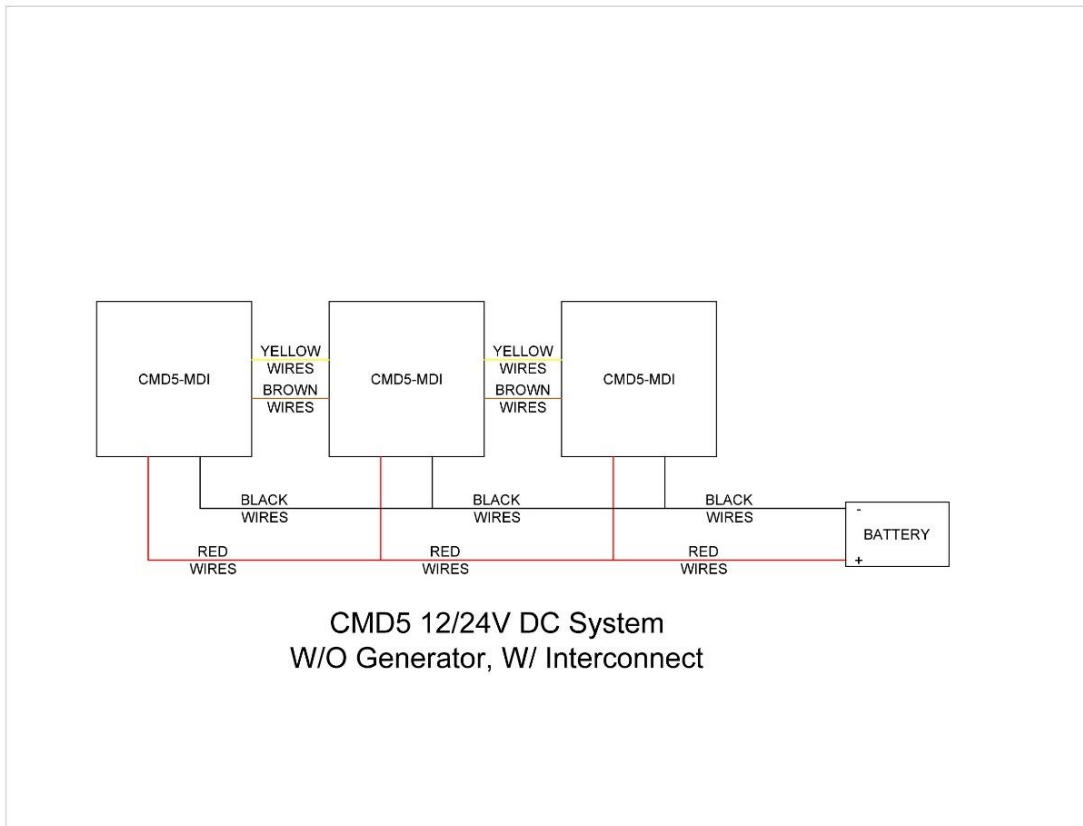 YELLOW
WIRES
YELLOW
WIRES
CMD5-MDI
CMD5-MDI
CMD5-MDI
BROWN
WIRES
BROWN
WIRES
BLACK
WIRES
BLACK
WIRES
BLACK
WIRES
-
BATTERY
+
RED
WIRES
RED
WIRES
RED
WIRES
CMD5 12/24V DC System
W/O Generator, W/ Interconnect